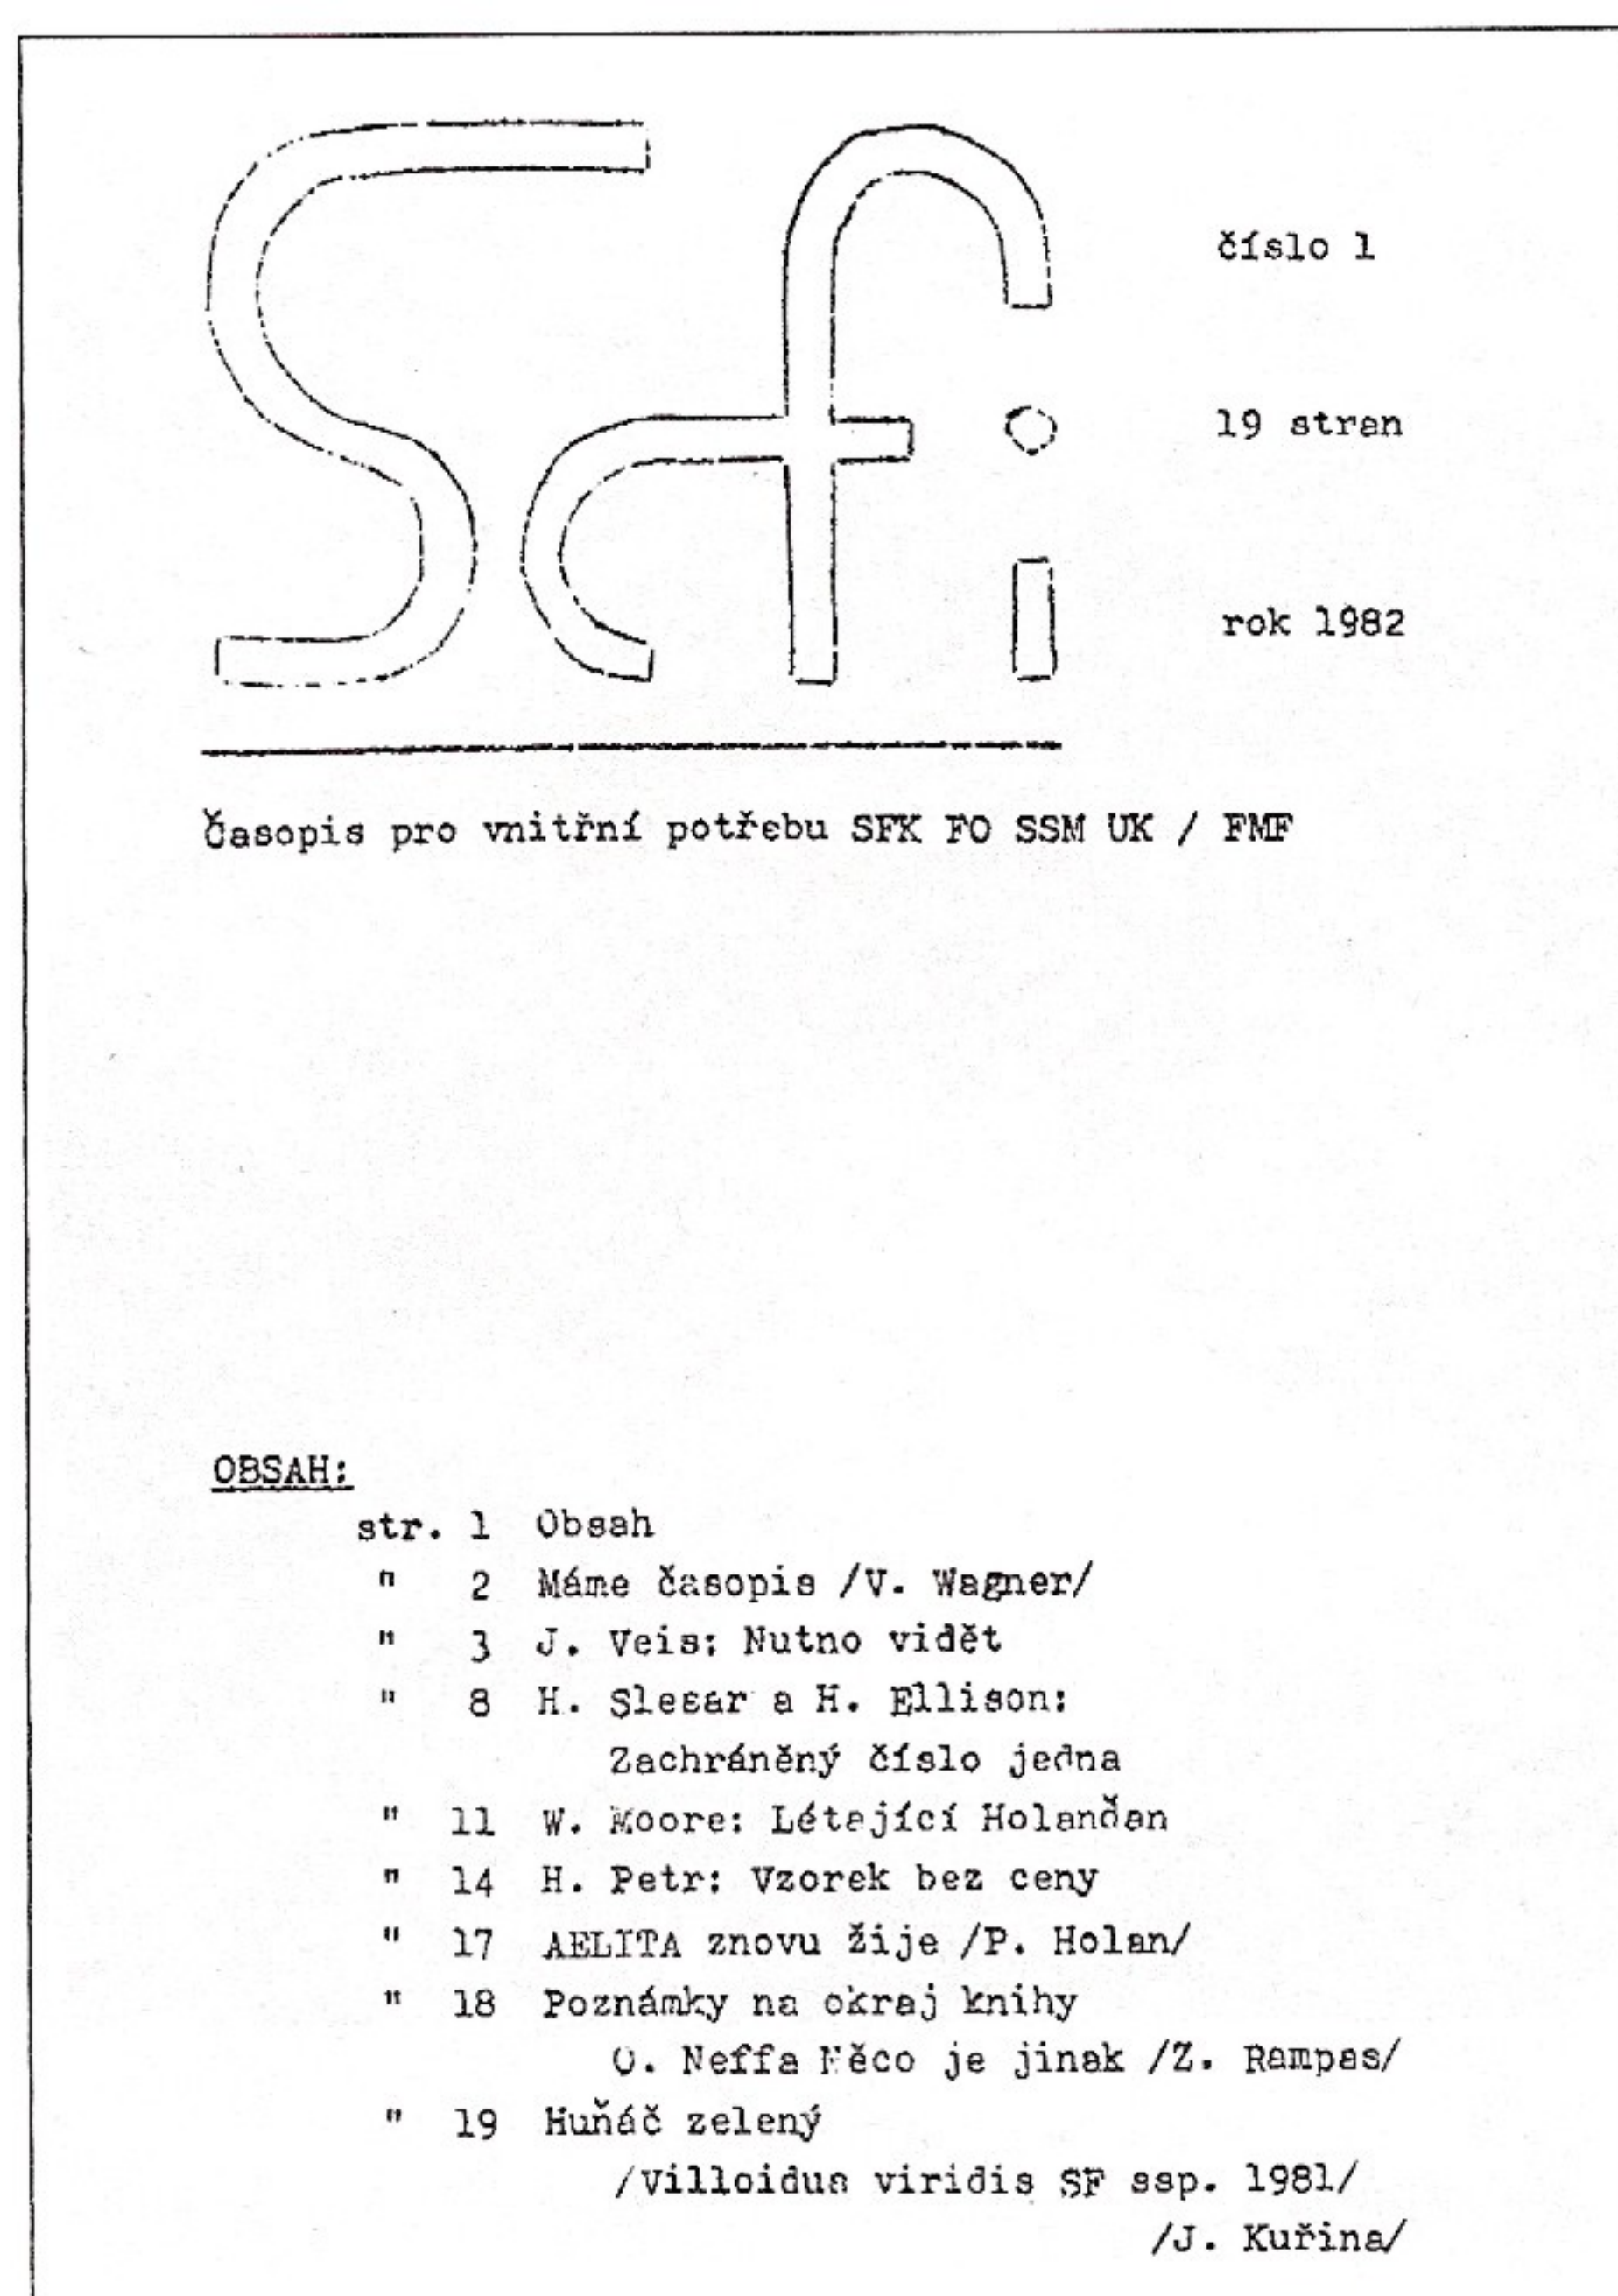 Scfi
číslo 1
19 stran
rok 1982
Časopis pro vnitřní potřebu SFK FO SSM UK / FMF
OBSAH:
str. 1 Obsah
" 2 Máme časopis /V. Wagner/
" 3 J. Veis: Nutno vidět
" 8 H. Slesar a H. Ellison:
Zachráněný číslo jedna
" 11 W. Moore: Létající Holanďan
" 14 H. Petr: Vzorek bez ceny
" 17 AELITA znovu žije /P. Holan/
" 18 Poznámky na okraj knihy
O. Neffa Něco je jinak /Z. Rampas/
" 19 Huňáč zelený
/Villoidus viridis SF ssp. 1981/
/J. Kuřina/